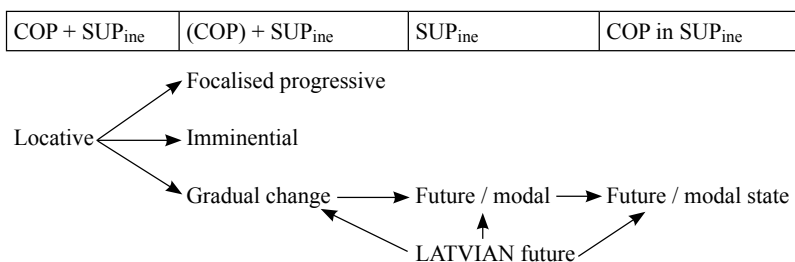 COP + SUPine (COP) + SUPine SUPine COP in SUPine
Focalised progressive
Locative Imminential
Gradual change Future / modal Future / modal state
LATVIAN future